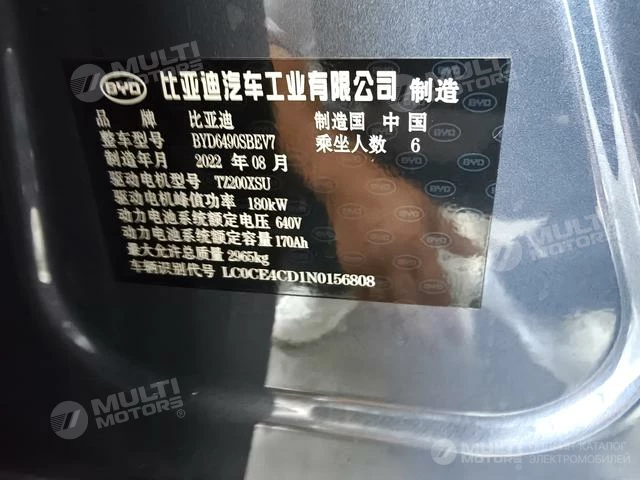 BYD 比亚迪汽车工业有限公司 制造
品 牌 比亚迪 制造国 中国
整车型号 BYD6490SBEV7 乘坐人数 6
制造年月 2022 年 08 月
驱动电机型号 TZ200XSU
驱动电机峰值功率 180kW
动力电池系统额定电压 640V
动力电池系统额定容量 170Ah
最大允许总质量 2965kg
车辆识别代号 LC0CE4CD1N0156808
MULTI MOTORS
MULTI MOTORS
MULTI MOTORS
MULTI MOTORS
КАТАЛОГ
ЭЛЕКТРОМОБИЛЕЙ